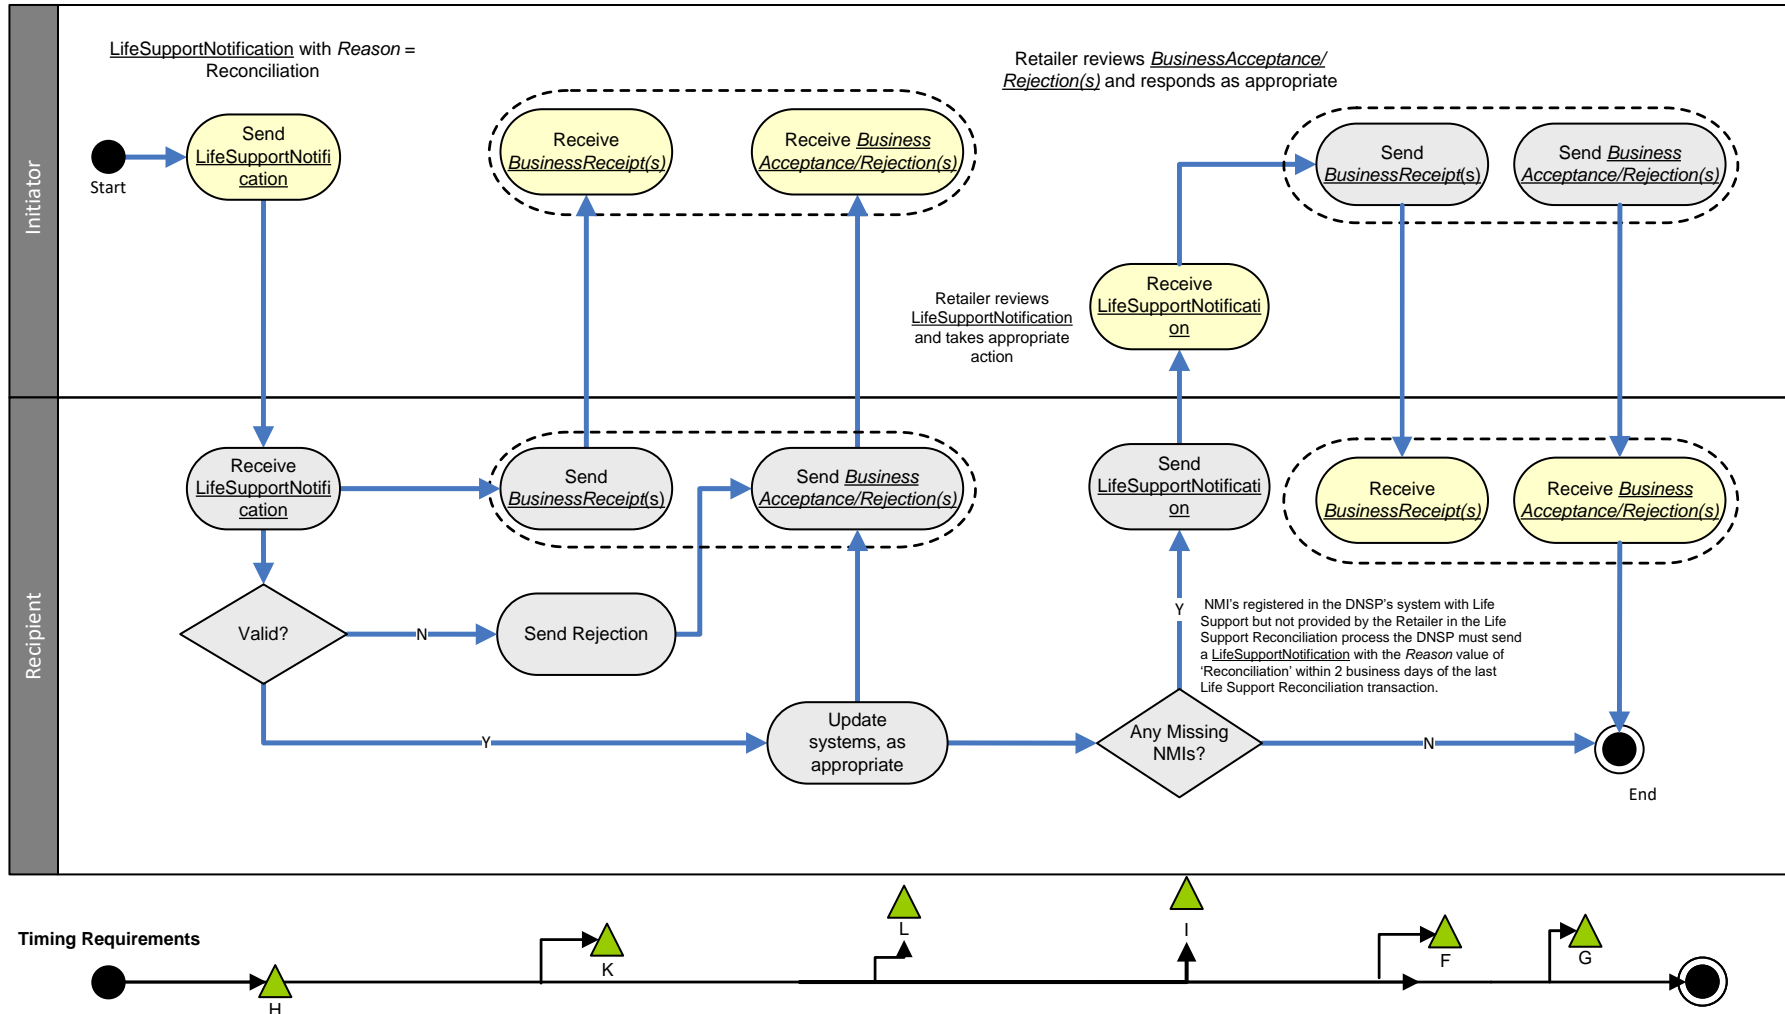 Initiator
LifeSupportNotification with Reason =
Reconciliation
Start
Send
LifeSupportNotifi
cation
Receive
BusinessReceipt(s)
Receive Business
Acceptance/Rejection(s)
Retailer reviews BusinessAcceptance/
Rejection(s) and responds as appropriate
Send
BusinessReceipt(s)
Send Business
Acceptance/Rejection(s)
Retailer reviews
LifeSupportNotification
and takes appropriate
action
Receive
LifeSupportNotificati
on
Recipient
Receive
LifeSupportNotifi
cation
Send
BusinessReceipt(s)
Send Business
Acceptance/Rejection(s)
Send
LifeSupportNotificati
on
Receive
BusinessReceipt(s)
Receive Business
Acceptance/Rejection(s)
Valid?
N
Send Rejection
Y
NMI's registered in the DNSP's system with Life
Support but not provided by the Retailer in the Life
Support Reconciliation process the DNSP must send
a LifeSupportNotification with the Reason value of
‘Reconciliation’ within 2 business days of the last
Life Support Reconciliation transaction.
Y
Update
systems, as
appropriate
Any Missing
NMIs?
N
End
Timing Requirements
H
K
L
I
F
G